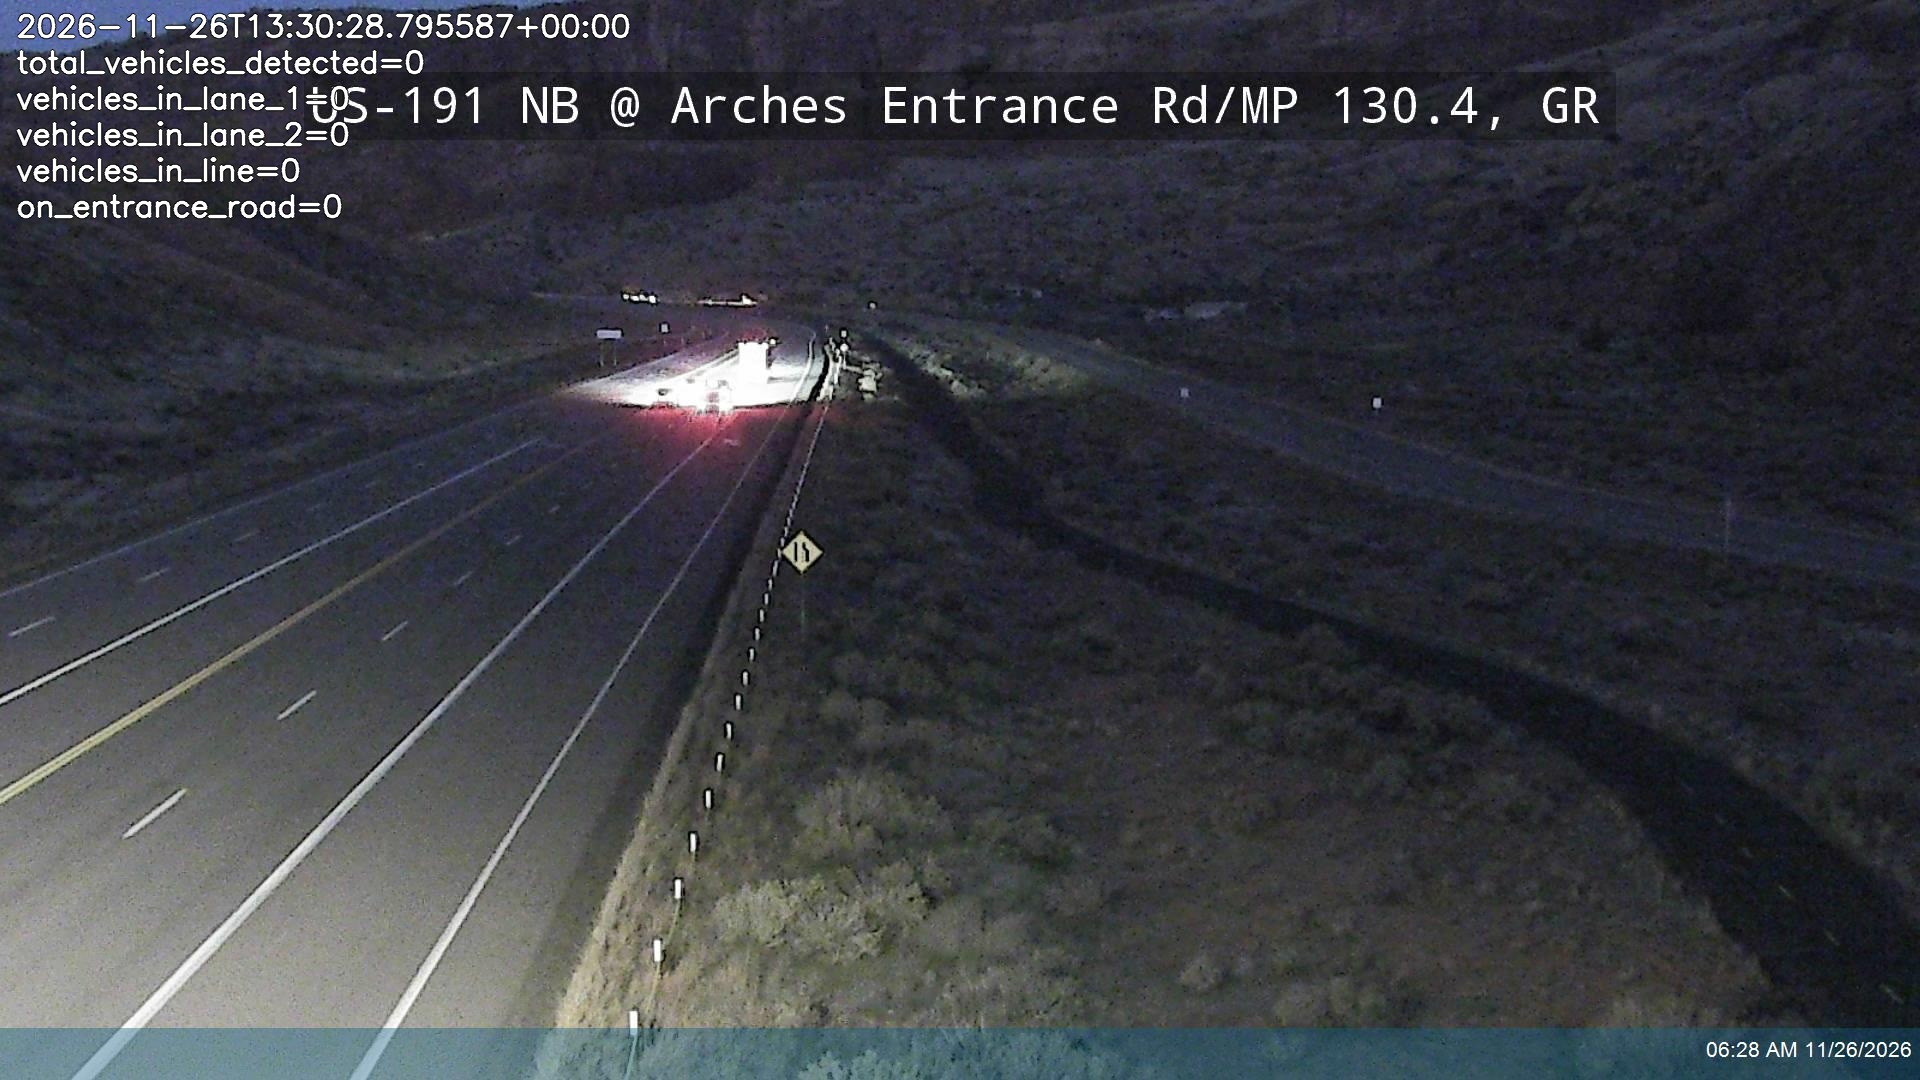 2026-11-26T13:30:28.795587+00:00
total_vehicles_detected=0
vehicles_in_lane_1=0
US-191 NB @ Arches Entrance Rd/MP 130.4, GR
vehicles_in_lane_2=0
vehicles_in_line=0
on_entrance_road=0
06:28 AM 11/26/2026